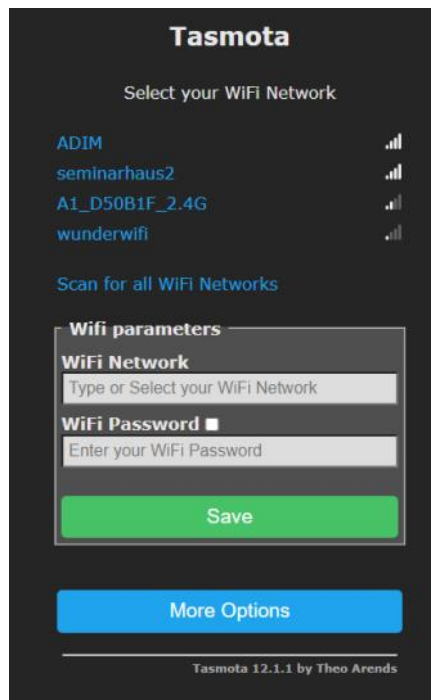 Tasmota
Select your WiFi Network
ADIM
seminarhaus2
A1_D50B1F_2.4G
wunderwifi
Scan for all WiFi Networks
Wifi parameters
WiFi Network
Type or Select your WiFi Network
WiFi Password
Enter your WiFi Password
Save
More Options
Tasmota 12.1.1 by Theo Arends